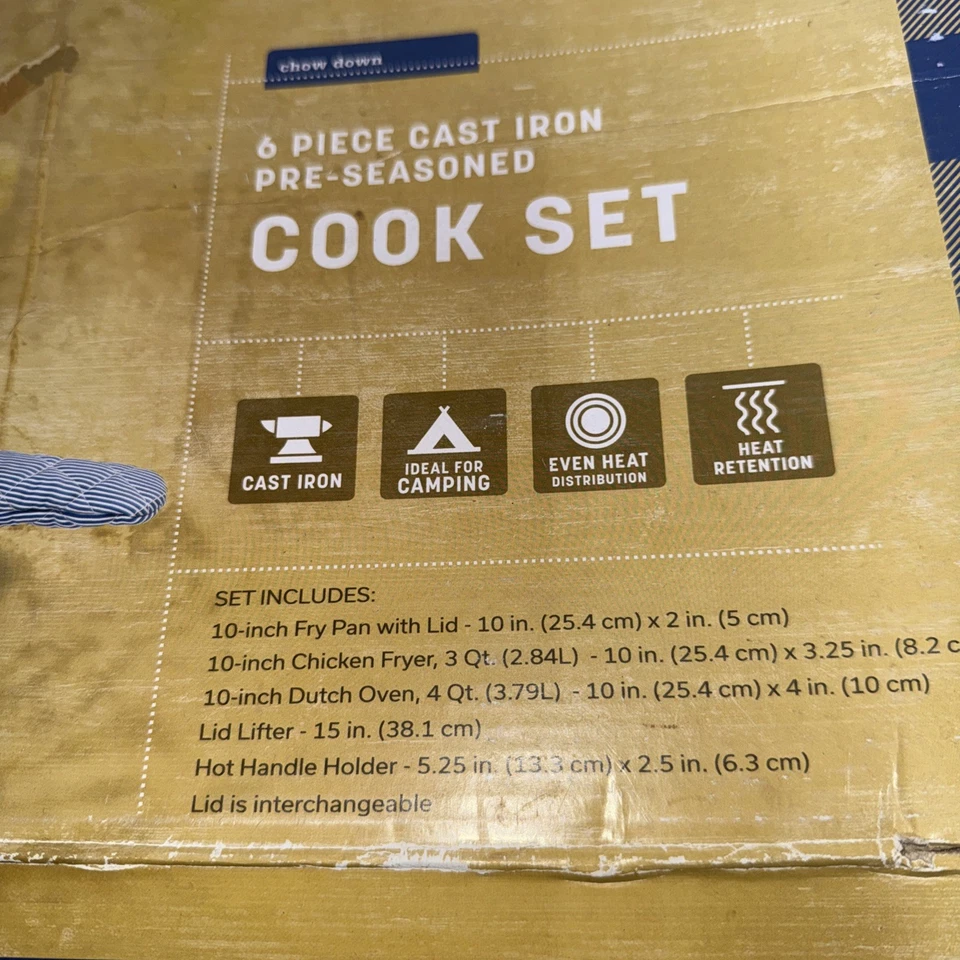 chow down
6 PIECE CAST IRON
PRE-SEASONED
COOK SET
CAST IRON
IDEAL FOR
CAMPING
EVEN HEAT
DISTRIBUTION
HEAT
RETENTION
SET INCLUDES:
10-inch Fry Pan with Lid - 10 in. (25.4 cm) x 2 in. (5 cm)
10-inch Chicken Fryer, 3 Qt. (2.84L) - 10 in. (25.4 cm) x 3.25 in. (8.2 c
10-inch Dutch Oven, 4 Qt. (3.79L) - 10 in. (25.4 cm) x 4 in. (10 cm)
Lid Lifter - 15 in. (38.1 cm)
Hot Handle Holder - 5.25 in. (13.3 cm) x 2.5 in. (6.3 cm)
Lid is interchangeable